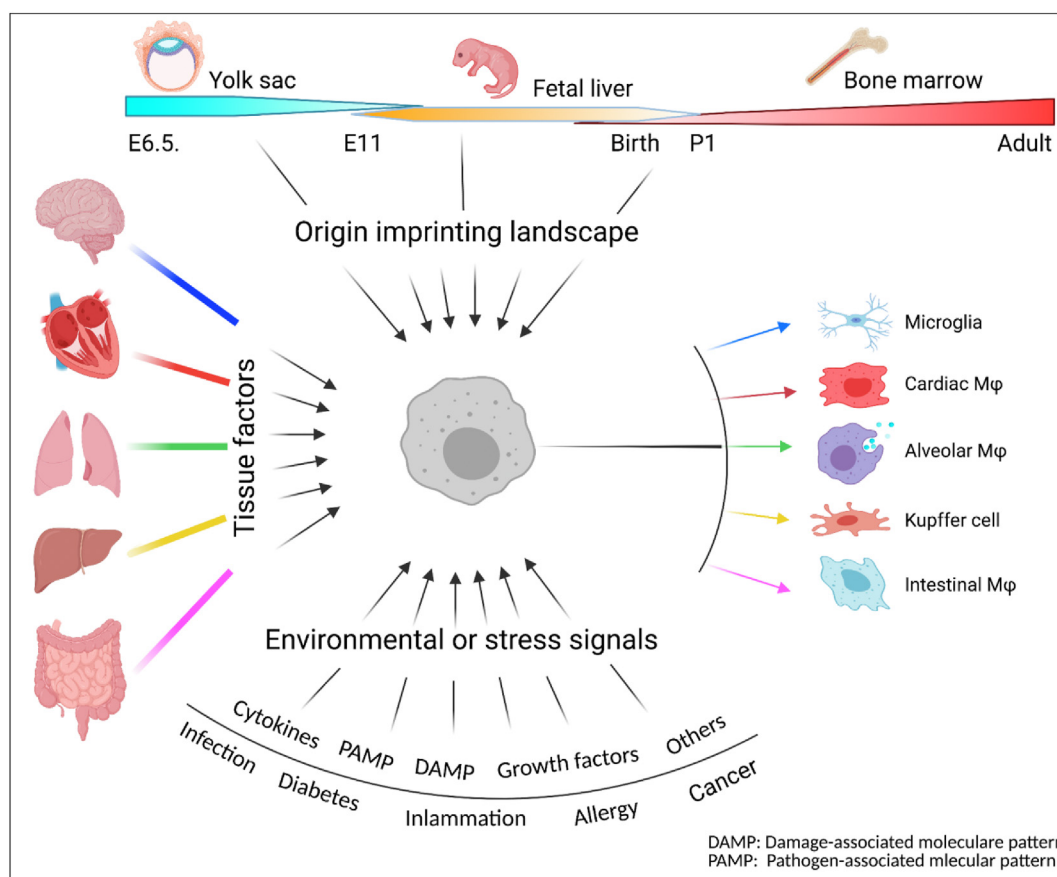 Yolk sac
Fetal liver
Bone marrow
E6.5.
E11
Birth
P1
Adult
Origin imprinting landscape
Tissue factors
Microglia
Cardiac Mφ
Alveolar Mφ
Kupffer cell
Intestinal Mφ
Environmental or stress signals
Cytokines
PAMP
DAMP
Growth factors
Others
Infection
Diabetes
Inlammation
Allergy
Cancer
DAMP: Damage-associated moleculare pattern
PAMP: Pathogen-associated mlecular pattern